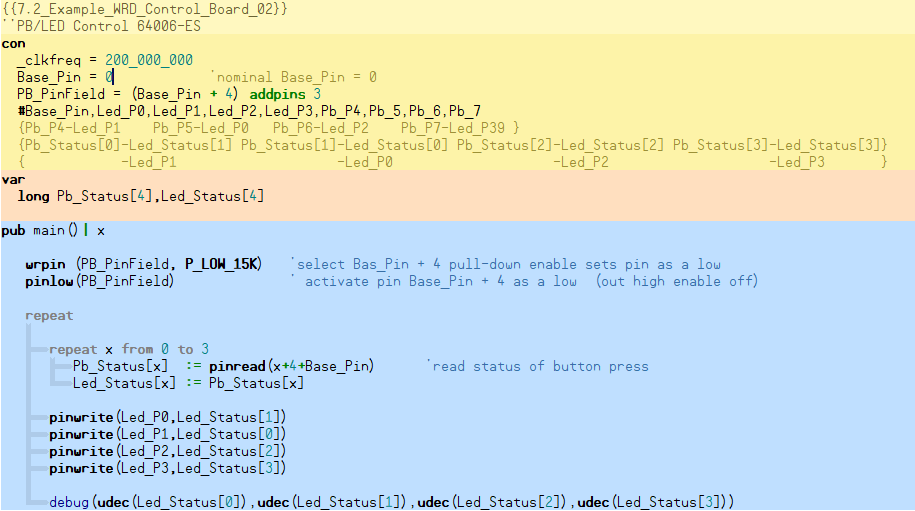 {{7.2_Example_WRD_Control_Board_02}}
``PB/LED Control 64006-ES
con
_clkfreq = 200_000_000
Base_Pin = 0 `nominal Base_Pin = 0
PB_PinField = (Base_Pin + 4) addpins 3
#Base_Pin,Led_P0,Led_P1,Led_P2,Led_P3,Pb_P4,Pb_5,Pb_6,Pb_7
{Pb_P4-Led_P1 Pb_P5-Led_P0 Pb_P6-Led_P2 Pb_P7-Led_P39 }
{Pb_Status[0]-Led_Status[1] Pb_Status[1]-Led_Status[0] Pb_Status[2]-Led_Status[2] Pb_Status[3]-Led_Status[3]}
{ -Led_P1 -Led_P0 -Led_P2 -Led_P3 }
var
long Pb_Status[4],Led_Status[4]
pub main()| x
wrpin (PB_PinField, P_LOW_15K) `select Bas_Pin + 4 pull-down enable sets pin as a low
pinlow(PB_PinField) ` activate pin Base_Pin + 4 as a low (out high enable off)
repeat
repeat x from 0 to 3
Pb_Status[x] := pinread(x+4+Base_Pin) `read status of button press
Led_Status[x] := Pb_Status[x]
pinwrite(Led_P0,Led_Status[1])
pinwrite(Led_P1,Led_Status[0])
pinwrite(Led_P2,Led_Status[2])
pinwrite(Led_P3,Led_Status[3])
debug(udec(Led_Status[0]),udec(Led_Status[1]),udec(Led_Status[2]),udec(Led_Status[3]))